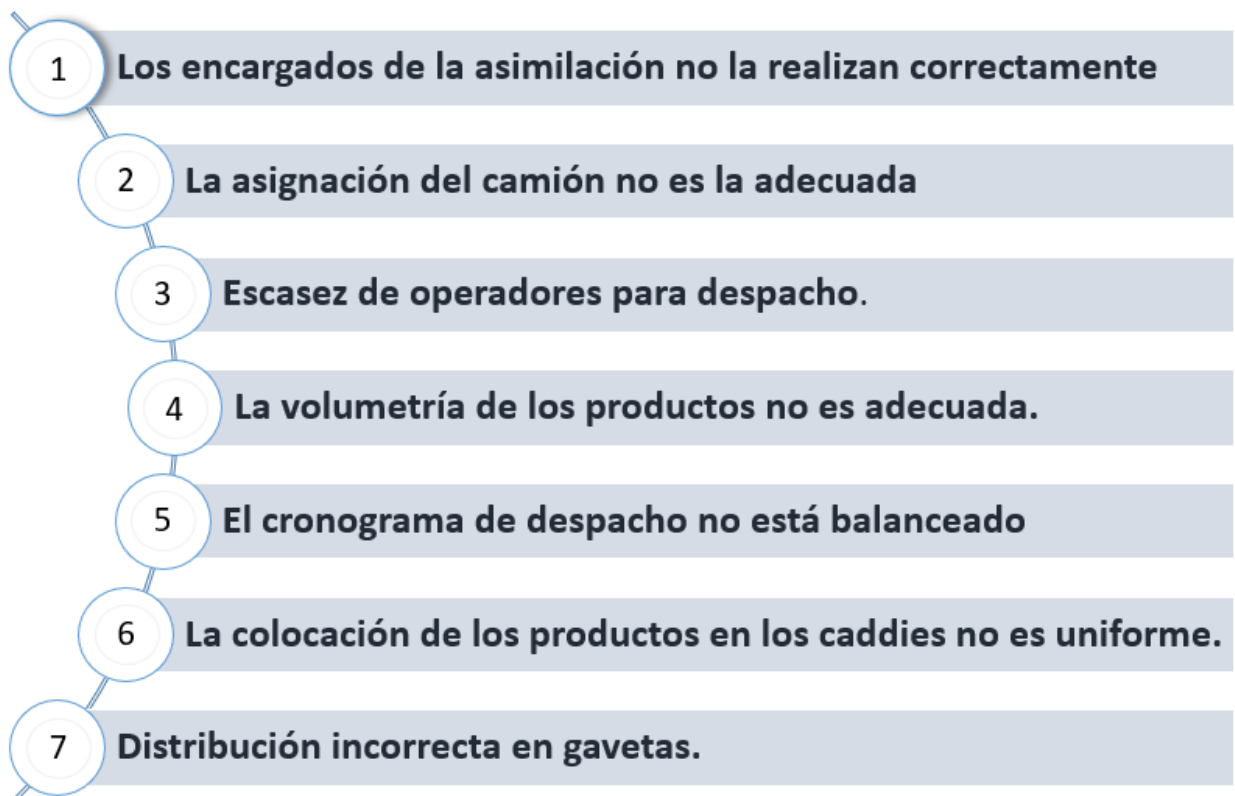 1 Los encargados de la asimilación no la realizan correctamente
2 La asignación del camión no es la adecuada
3 Escasez de operadores para despacho.
4 La volumetría de los productos no es adecuada.
5 El cronograma de despacho no está balanceado
6 La colocación de los productos en los caddies no es uniforme.
7 Distribución incorrecta en gavetas.